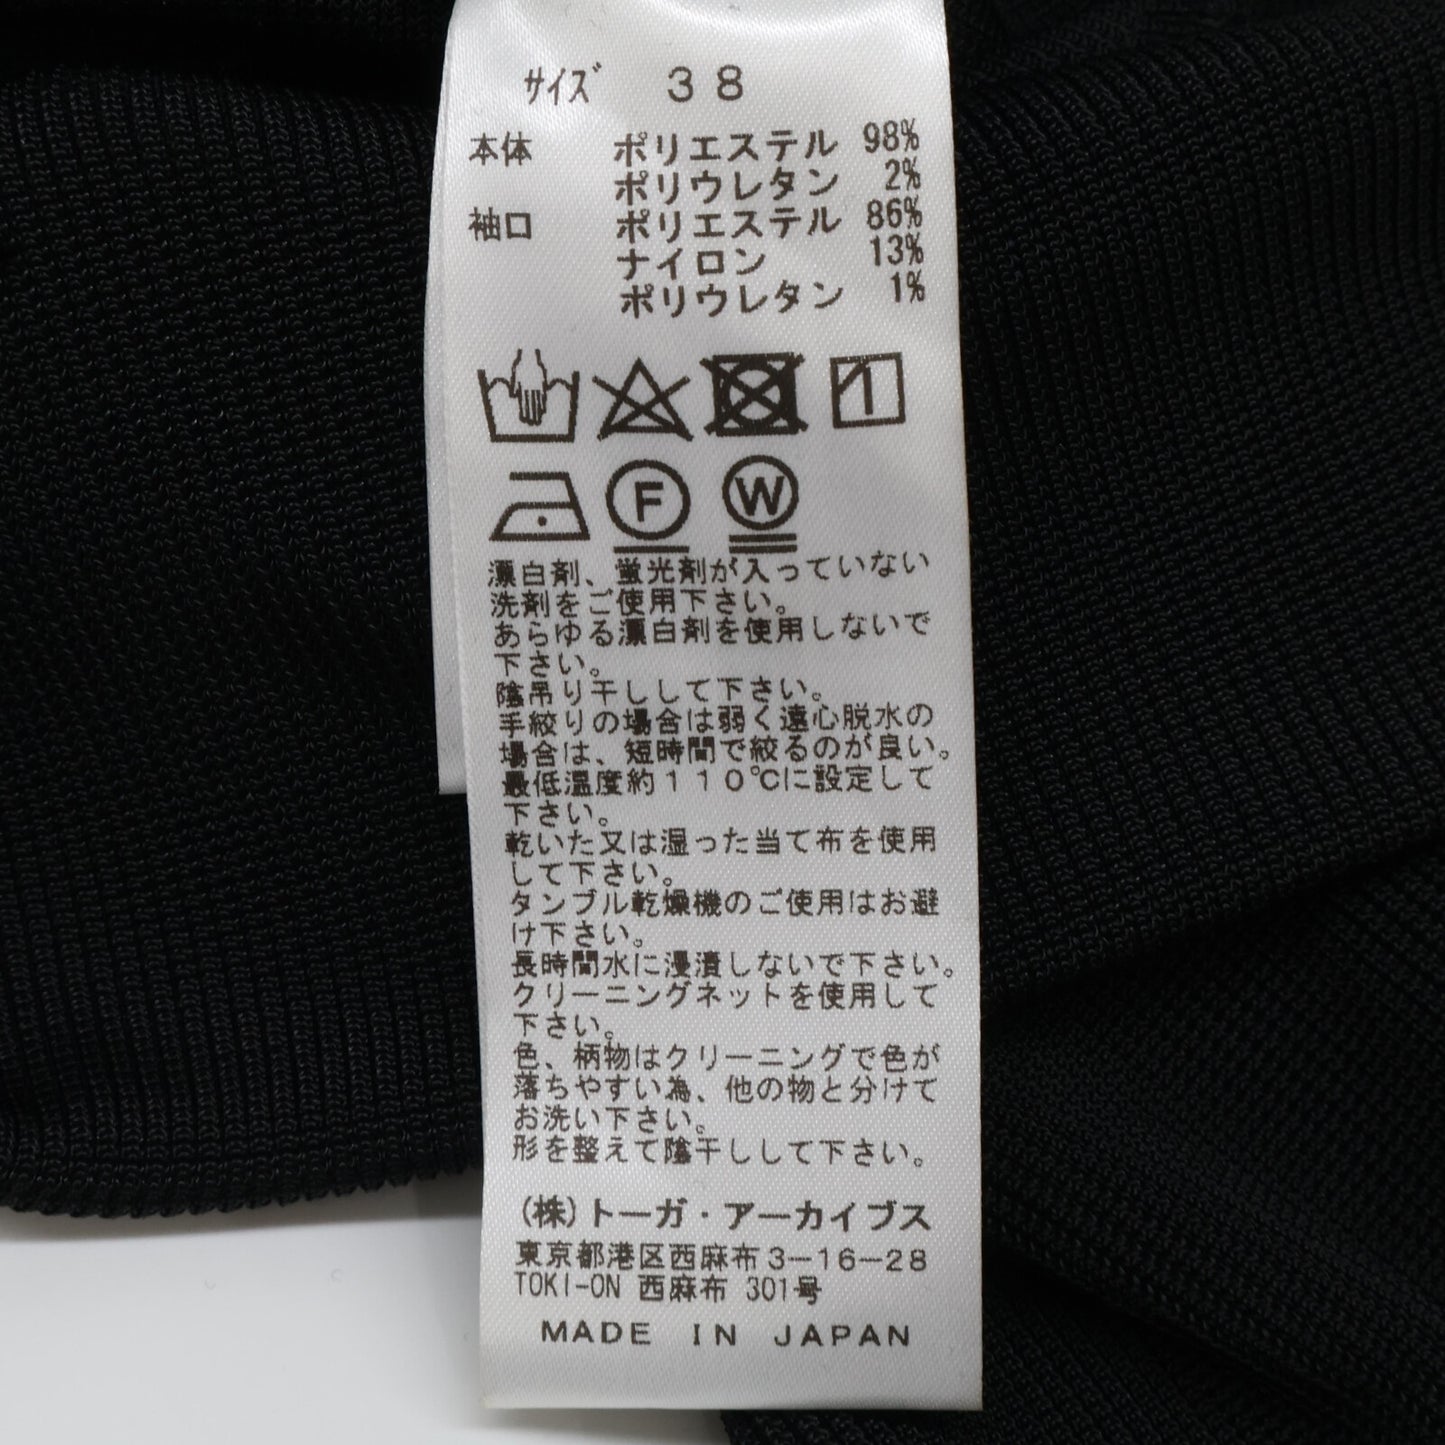 サイズ 38
本体 ポリエステル 98%
ポリウレタン 2%
袖口 ポリエステル 86%
ナイロン 13%
ポリウレタン 1%
F W
漂白剤、蛍光剤が入っていない
洗剤をご使用下さい。
あらゆる漂白剤を使用しないで
下さい。
陰吊り干しして下さい。
手絞りの場合は弱く遠心脱水の
場合は、短時間で絞るのが良い。
最低温度約110℃に設定して
下さい。
乾いた又は湿った当て布を使用
して下さい。
タンブル乾燥機のご使用はお避
け下さい。
長時間水に浸漬しないで下さい。
クリーニングネットを使用して
下さい。
色、柄物はクリーニングで色が
落ちやすい為、他の物と分けて
お洗い下さい。
形を整えて陰干しして下さい。
(株)トーガ・アーカイブス
東京都港区西麻布3-16-28
TOKI-ON 西麻布 301号
MADE IN JAPAN